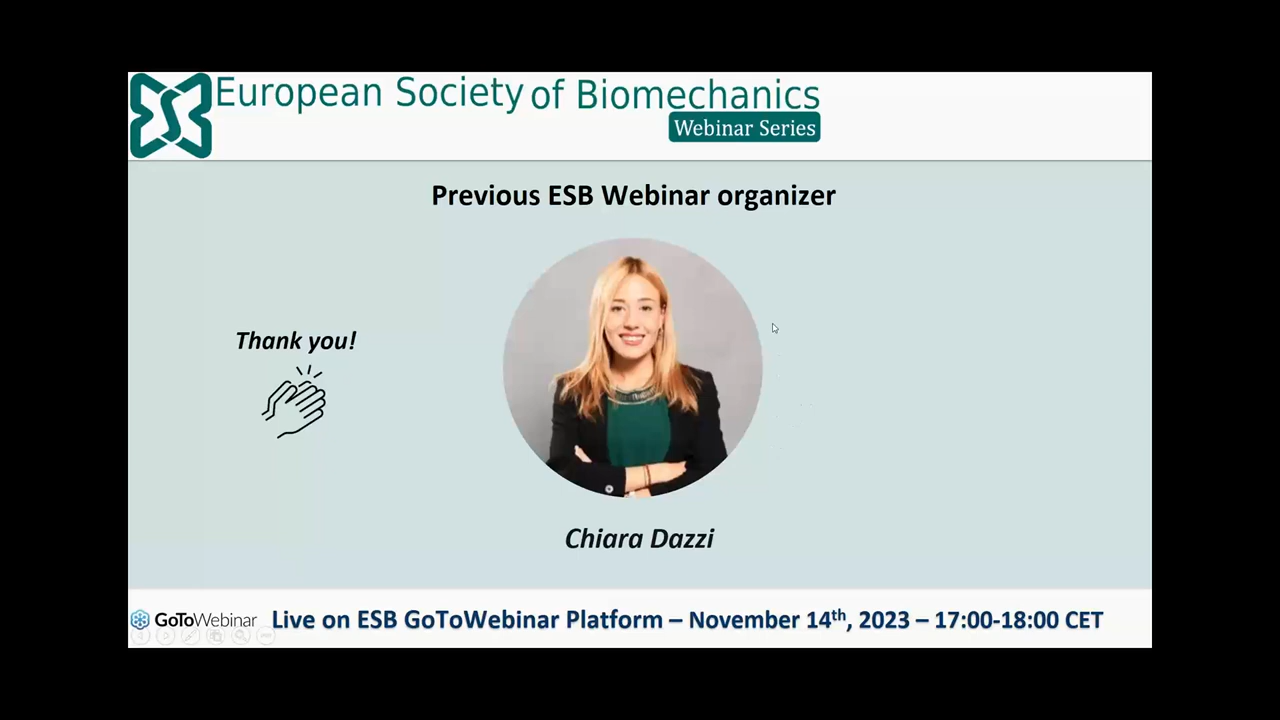 European Society of Biomechanics
Webinar Series
Previous ESB Webinar organizer
Thank you!
Chiara Dazzi
GoToWebinar
Live on ESB GoToWebinar Platform – November 14th, 2023 – 17:00-18:00 CET